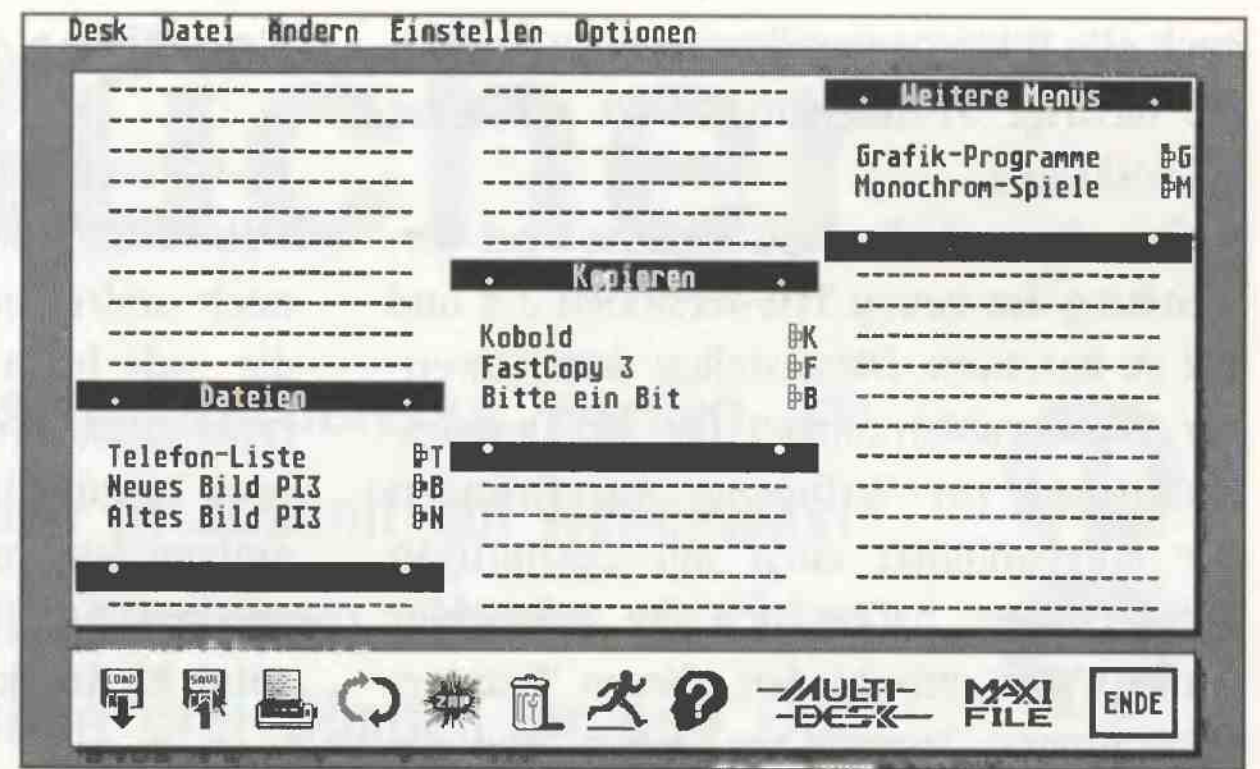 Desk Datei Ändern Einstellen Optionen
Weitere Menüs
Grafik-Programme G
Monochrom-Spiele M
Kopieren
Kobold K
FastCopy 3 F
Bitte ein Bit B
Dateien
Telefon-Liste T
Neues Bild PI3 B
Altes Bild PI3 N
LOAD
SAVE
ZAP
MULTI-
DESK
MAXI
FILE
ENDE